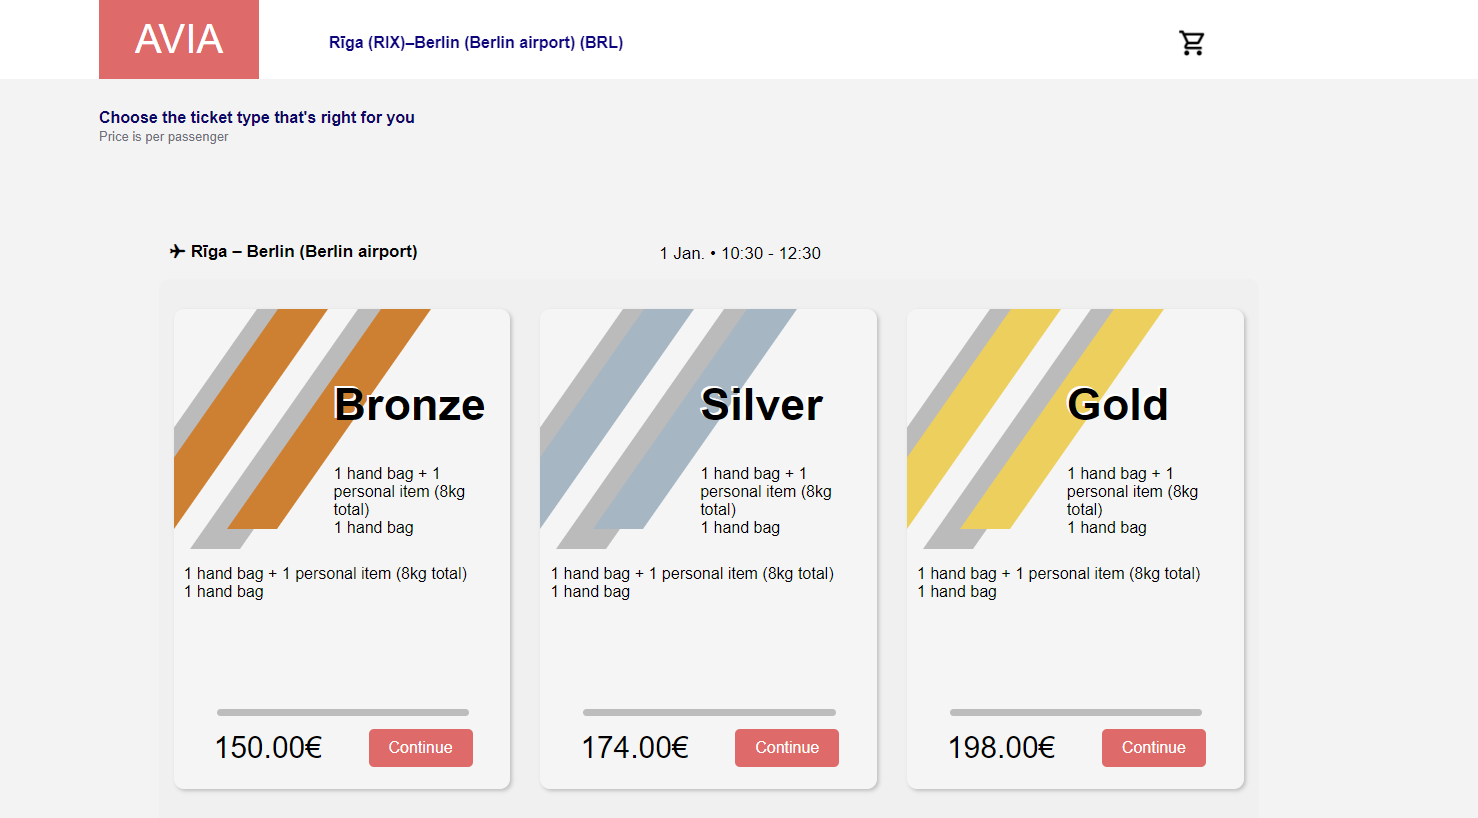 AVIA
Rīga (RIX)–Berlin (Berlin airport) (BRL)
Choose the ticket type that's right for you
Price is per passenger
Rīga – Berlin (Berlin airport)
1 Jan. • 10:30 - 12:30
Bronze
1 hand bag + 1
personal item (8kg
total)
1 hand bag
1 hand bag + 1 personal item (8kg total)
1 hand bag
150.00€
Continue
Silver
1 hand bag + 1
personal item (8kg
total)
1 hand bag
1 hand bag + 1 personal item (8kg total)
1 hand bag
174.00€
Continue
Gold
1 hand bag + 1
personal item (8kg
total)
1 hand bag
1 hand bag + 1 personal item (8kg total)
1 hand bag
198.00€
Continue